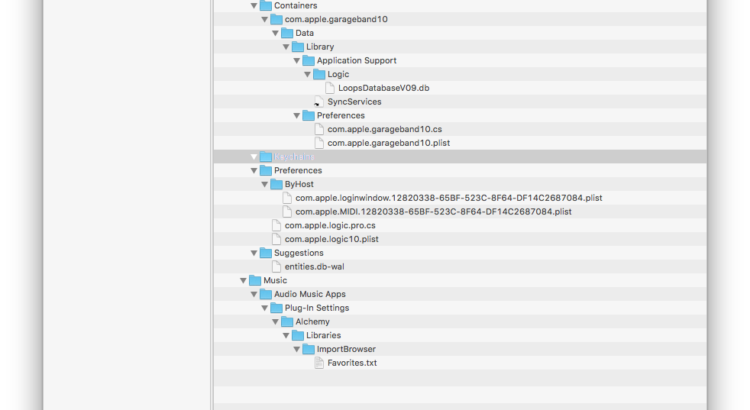 Containers
com.apple.garageband10
Data
Library
Application Support
Logic
LoopsDatabaseV09.db
SyncServices
Preferences
com.apple.garageband10.cs
com.apple.garageband10.plist
Preferences
ByHost
com.apple.loginwindow.12820338-65BF-523C-8F64-DF14C2687084.plist
com.apple.MIDI.12820338-65BF-523C-8F64-DF14C2687084.plist
com.apple.logic.pro.cs
com.apple.logic10.plist
Suggestions
entities.db-wal
Music
Audio Music Apps
Plug-In Settings
Alchemy
Libraries
ImportBrowser
Favorites.txt